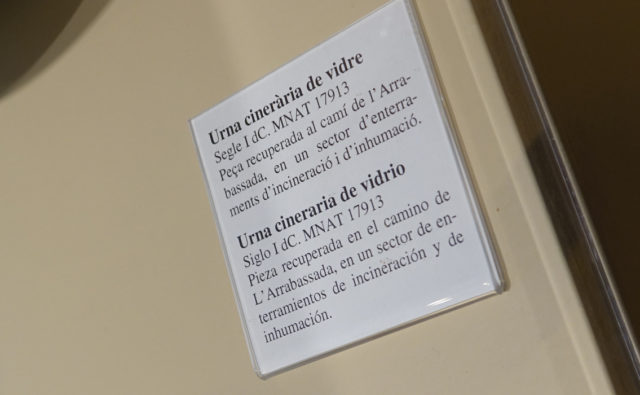 Urna cinerària de vidre
Segle I dC. MNAT 17913
Peça recuperada al camí de l'Arra-
bassada, en un sector d'enterra-
ments d'incineració i d'inhumació.
Urna cineraria de vidrio
Siglo I dC. MNAT 17913
Pieza recuperada en el camino de
L'Arrabassada, en un sector de en-
terramientos de incineración y de
inhumación.